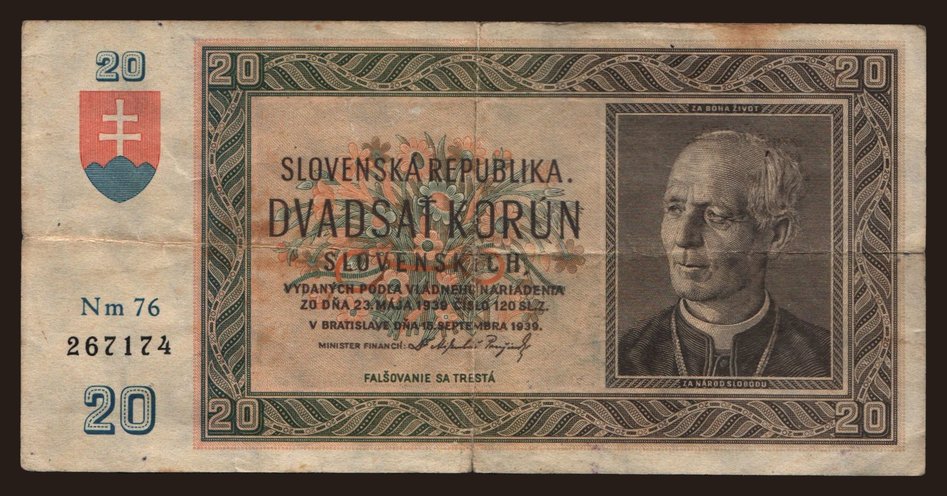 20
20
20
ZA BOHA ŽIVOT
SLOVENSKÁ REPUBLIKA.
DVADSAŤ KORÚN
SLOVENSKÝCH,
VYDANÝCH PODĽA VLÁDNEHO NARIADENIA
ZO DŇA 23. MÁJA 1939 ČÍSLO 120 SL. Z.
V BRATISLAVE DŇA 15. SEPTEMBRA 1939.
MINISTER FINANCIÍ:
FALŠOVANIE SA TRESTÁ
Nm 76
267174
ZA NÁROD SLOBODU
20
20
20